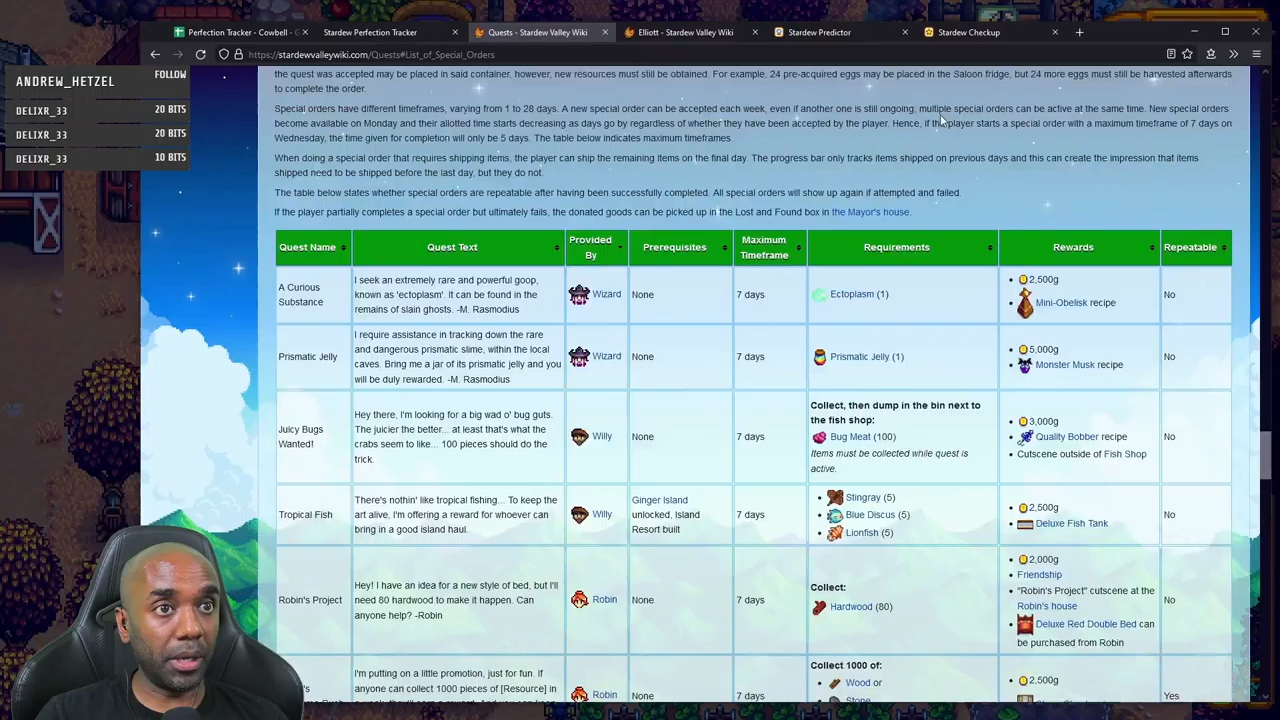 Perfection Tracker - Cowbell - G
Stardew Perfection Tracker
Quests - Stardew Valley Wiki
Elliott - Stardew Valley Wiki
Stardew Predictor
Stardew Checkup
https://stardewvalleywiki.com/Quests#List_of_Special_Orders
ANDREW_HETZEL FOLLOW
DELIXR_33 20 BITS
DELIXR_33 20 BITS
DELIXR_33 10 BITS
the quest was accepted may be placed in said container, however, new resources must still be obtained. For example, 24 pre-acquired eggs may be placed in the Saloon fridge, but 24 more eggs must still be harvested afterwards
to complete the order.
Special orders have different timeframes, varying from 1 to 28 days. A new special order can be accepted each week, even if another one is still ongoing; multiple special orders can be active at the same time. New special orders
become available on Monday and their allotted time starts decreasing as days go by regardless of whether they have been accepted by the player. Hence, if the player starts a special order with a maximum timeframe of 7 days on
Wednesday, the time given for completion will only be 5 days. The table below indicates maximum timeframes.
When doing a special order that requires shipping items, the player can ship the remaining items on the final day. The progress bar only tracks items shipped on previous days and this can create the impression that items
shipped need to be shipped before the last day, but they do not.
The table below states whether special orders are repeatable after having been successfully completed. All special orders will show up again if attempted and failed.
If the player partially completes a special order but ultimately fails, the donated goods can be picked up in the Lost and Found box in the Mayor's house.
Quest Name
Quest Text
Provided
By
Prerequisites
Maximum
Timeframe
Requirements
Rewards
Repeatable
A Curious
Substance
I seek an extremely rare and powerful goop,
known as 'ectoplasm'. It can be found in the
remains of slain ghosts. -M. Rasmodius
Wizard
None
7 days
Ectoplasm (1)
2,500g
Mini-Obelisk recipe
No
Prismatic Jelly
I require assistance in tracking down the rare
and dangerous prismatic slime, within the local
caves. Bring me a jar of its prismatic jelly and you
will be duly rewarded. -M. Rasmodius
Wizard
None
7 days
Prismatic Jelly (1)
5,000g
Monster Musk recipe
No
Juicy Bugs
Wanted!
Hey there, I'm looking for a big wad o' bug guts.
The juicier the better... at least that's what the
crabs seem to like... 100 pieces should do the
trick.
Willy
None
7 days
Collect, then dump in the bin next to
the fish shop:
Bug Meat (100)
Items must be collected while quest is
active.
3,000g
Quality Bobber recipe
Cutscene outside of Fish Shop
No
Tropical Fish
There's nothin' like tropical fishing... To keep the
art alive, I'm offering a reward for whoever can
bring in a good island haul.
Willy
Ginger Island
unlocked, Island
Resort built
7 days
Stingray (5)
Blue Discus (5)
Lionfish (5)
2,500g
Deluxe Fish Tank
No
Robin's Project
Hey! I have an idea for a new style of bed, but I'll
need 80 hardwood to make it happen. Can
anyone help? -Robin
Robin
None
7 days
Collect:
Hardwood (80)
2,000g
Friendship
"Robin's Project" cutscene at the
Robin's house
Deluxe Red Double Bed can
be purchased from Robin
No
I'm putting on a little promotion, just for fun. If
anyone can collect 1000 pieces of [Resource] in
Robin
None
7 days
Collect 1000 of:
Wood or
Stone
2,500g
Yes